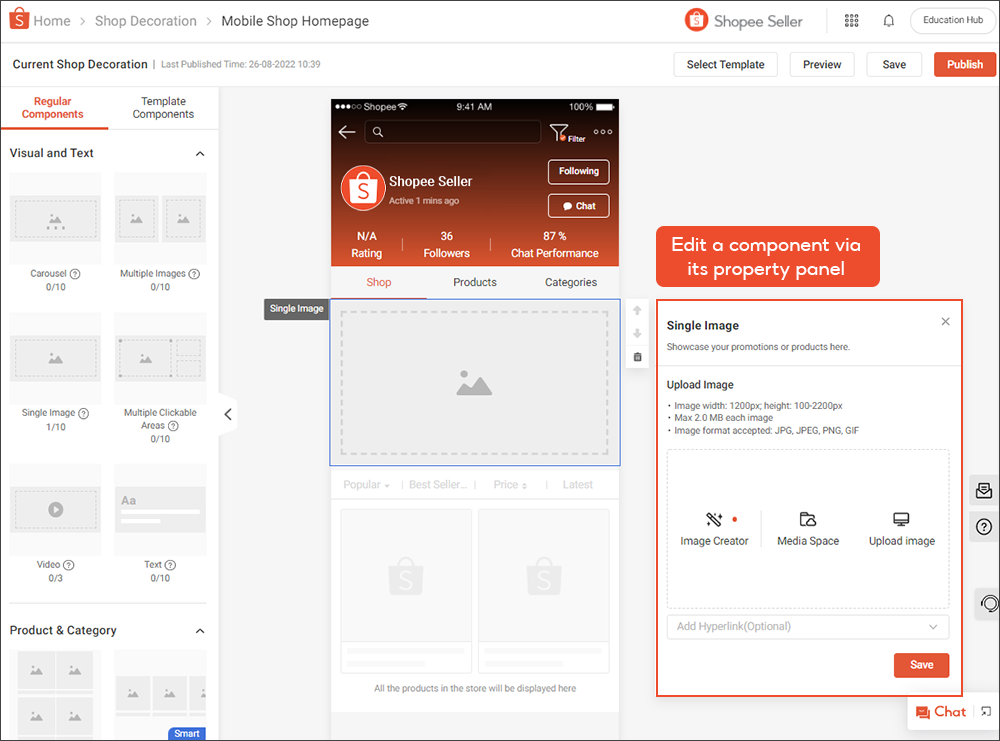 Home > Shop Decoration > Mobile Shop Homepage
Shopee Seller
Education Hub
Current Shop Decoration | Last Published Time: 26-08-2022 10:39
Select Template
Preview
Save
Publish
Regular
Components
Template
Components
Visual and Text
Carousel
0/10
Multiple Images
0/10
Single Image
1/10
Multiple Clickable
Areas
0/10
Video
0/3
Aa
Text
0/10
Product & Category
Smart
Shopee
9:41 AM
100%
Filter
Shopee Seller
Active 1 mins ago
Following
Chat
N/A
Rating
36
Followers
87 %
Chat Performance
Shop
Products
Categories
Single Image
Popular
Best Seller...
Price
Latest
All the products in the store will be displayed here
Edit a component via
its property panel
Single Image
Showcase your promotions or products here.
Upload Image
• Image width: 1200px; height: 100-2200px
• Max 2.0 MB each image
• Image format accepted: JPG, JPEG, PNG, GIF
Image Creator
Media Space
Upload image
Add Hyperlink(Optional)
Save
Chat